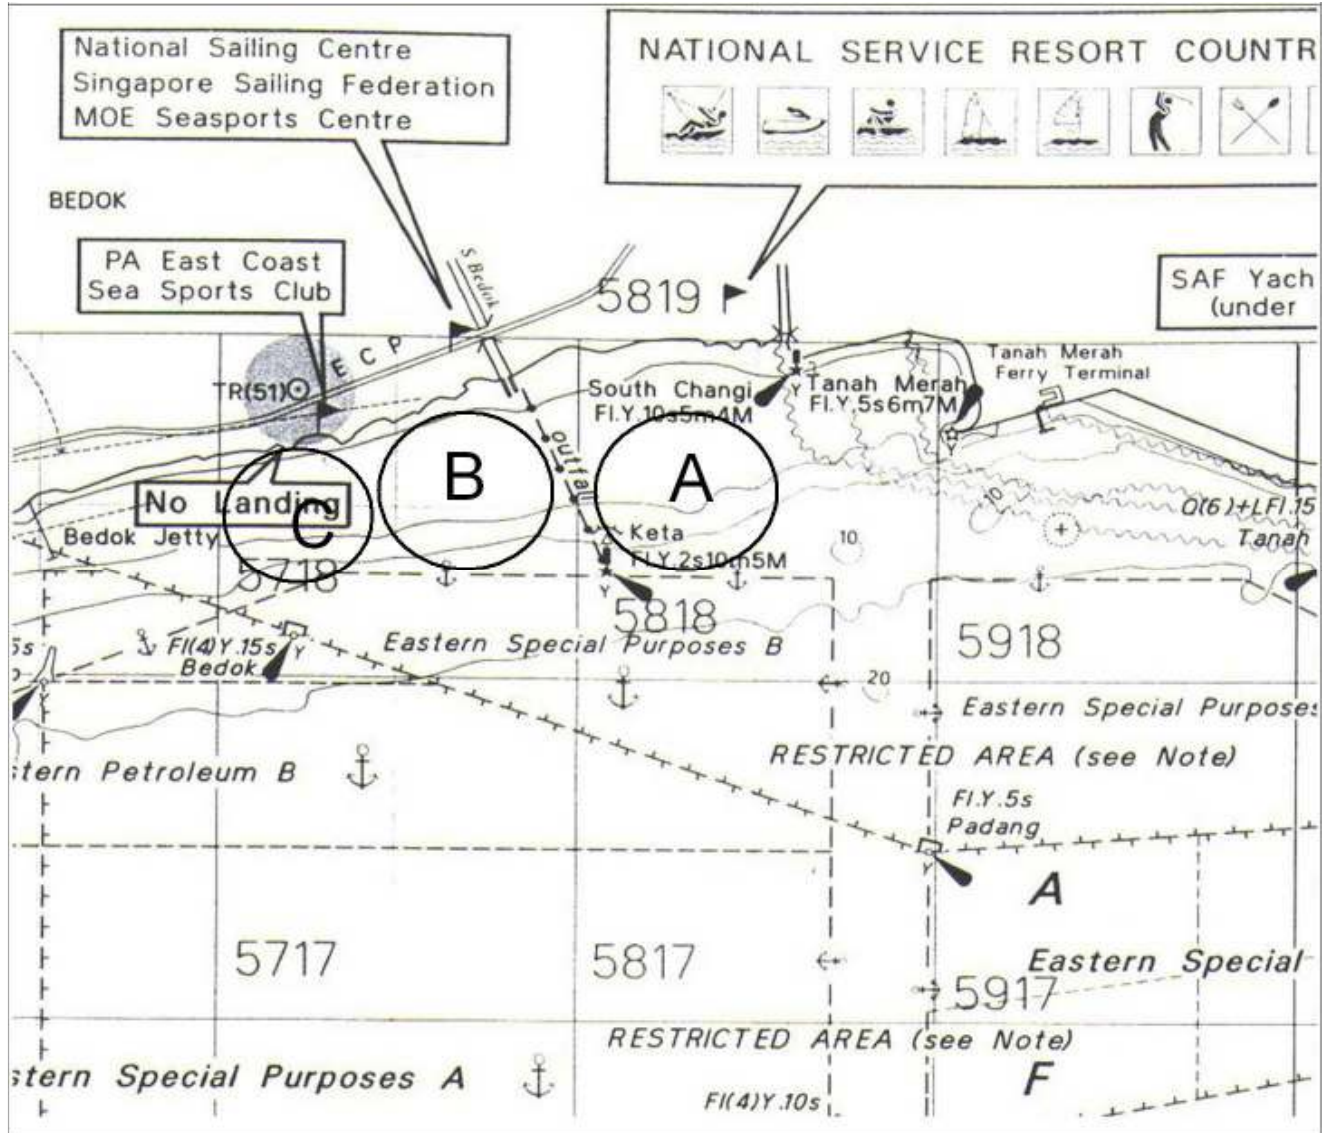 National Sailing Centre
Singapore Sailing Federation
MOE Seasports Centre
NATIONAL SERVICE RESORT COUNTR
BEDOK
PA East Coast
Sea Sports Club
S Bedok
5819
SAF Yach
(under
E C P
TR(51)
South Changi
Fl.Y.10s5m4M
Tanah Merah
Fl.Y.5s6m7M
Tanah Merah
Ferry Terminal
Y
Y
outfall
B
A
No Landing
C
Bedok Jetty
Keta
Fl.Y.2s10m5M
Y
10
10
Q(6)+LFl.15
Tanah
5718
5818
5918
5s
Fl(4)Y.15s
Bedok
Y
Y
Eastern Special Purposes B
20
Eastern Special Purposes
stern Petroleum B
RESTRICTED AREA (see Note)
Fl.Y.5s
Padang
Y
A
5717
5817
5917
Eastern Special
RESTRICTED AREA (see Note)
stern Special Purposes A
F
Fl(4)Y.10s